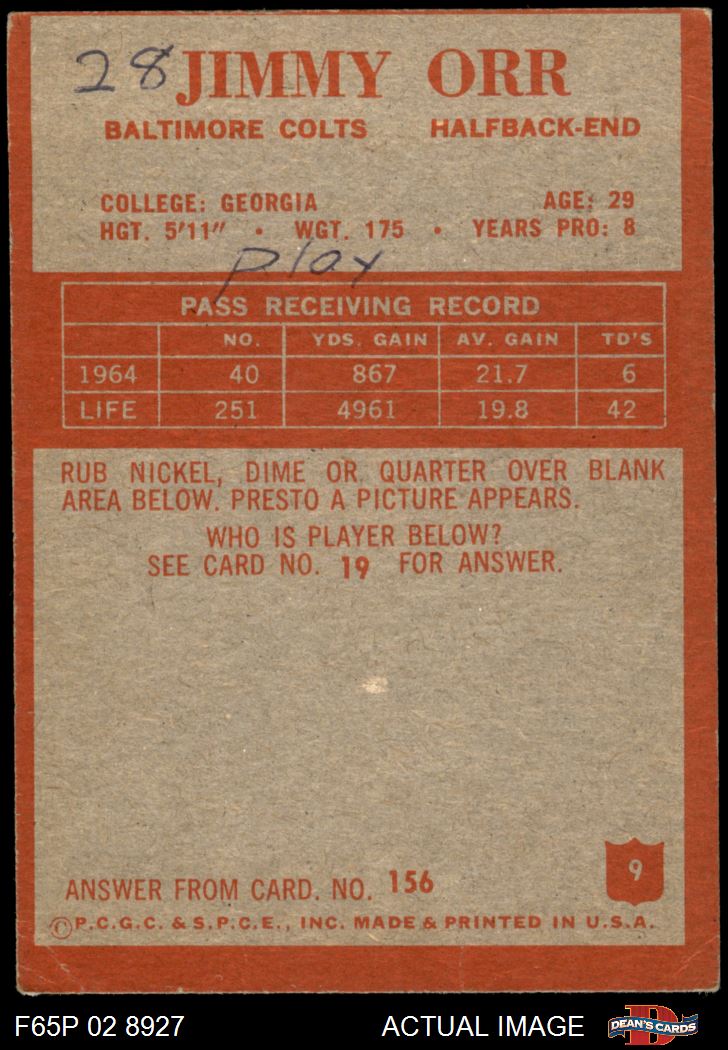 28 JIMMY ORR
BALTIMORE COLTS HALFBACK-END
COLLEGE: GEORGIA AGE: 29
HGT. 5'11" • WGT. 175 • YEARS PRO: 8
Play
PASS RECEIVING RECORD
NO. YDS. GAIN AV. GAIN TD'S
1964 40 867 21.7 6
LIFE 251 4961 19.8 42
RUB NICKEL, DIME OR QUARTER OVER BLANK
AREA BELOW. PRESTO A PICTURE APPEARS.
WHO IS PLAYER BELOW?
SEE CARD NO. 19 FOR ANSWER.
9
ANSWER FROM CARD. NO. 156
©P.C.G.C. & S.P.C.E., INC. MADE & PRINTED IN U.S.A.
F65P 02 8927 ACTUAL IMAGE D DEAN'S CARDS